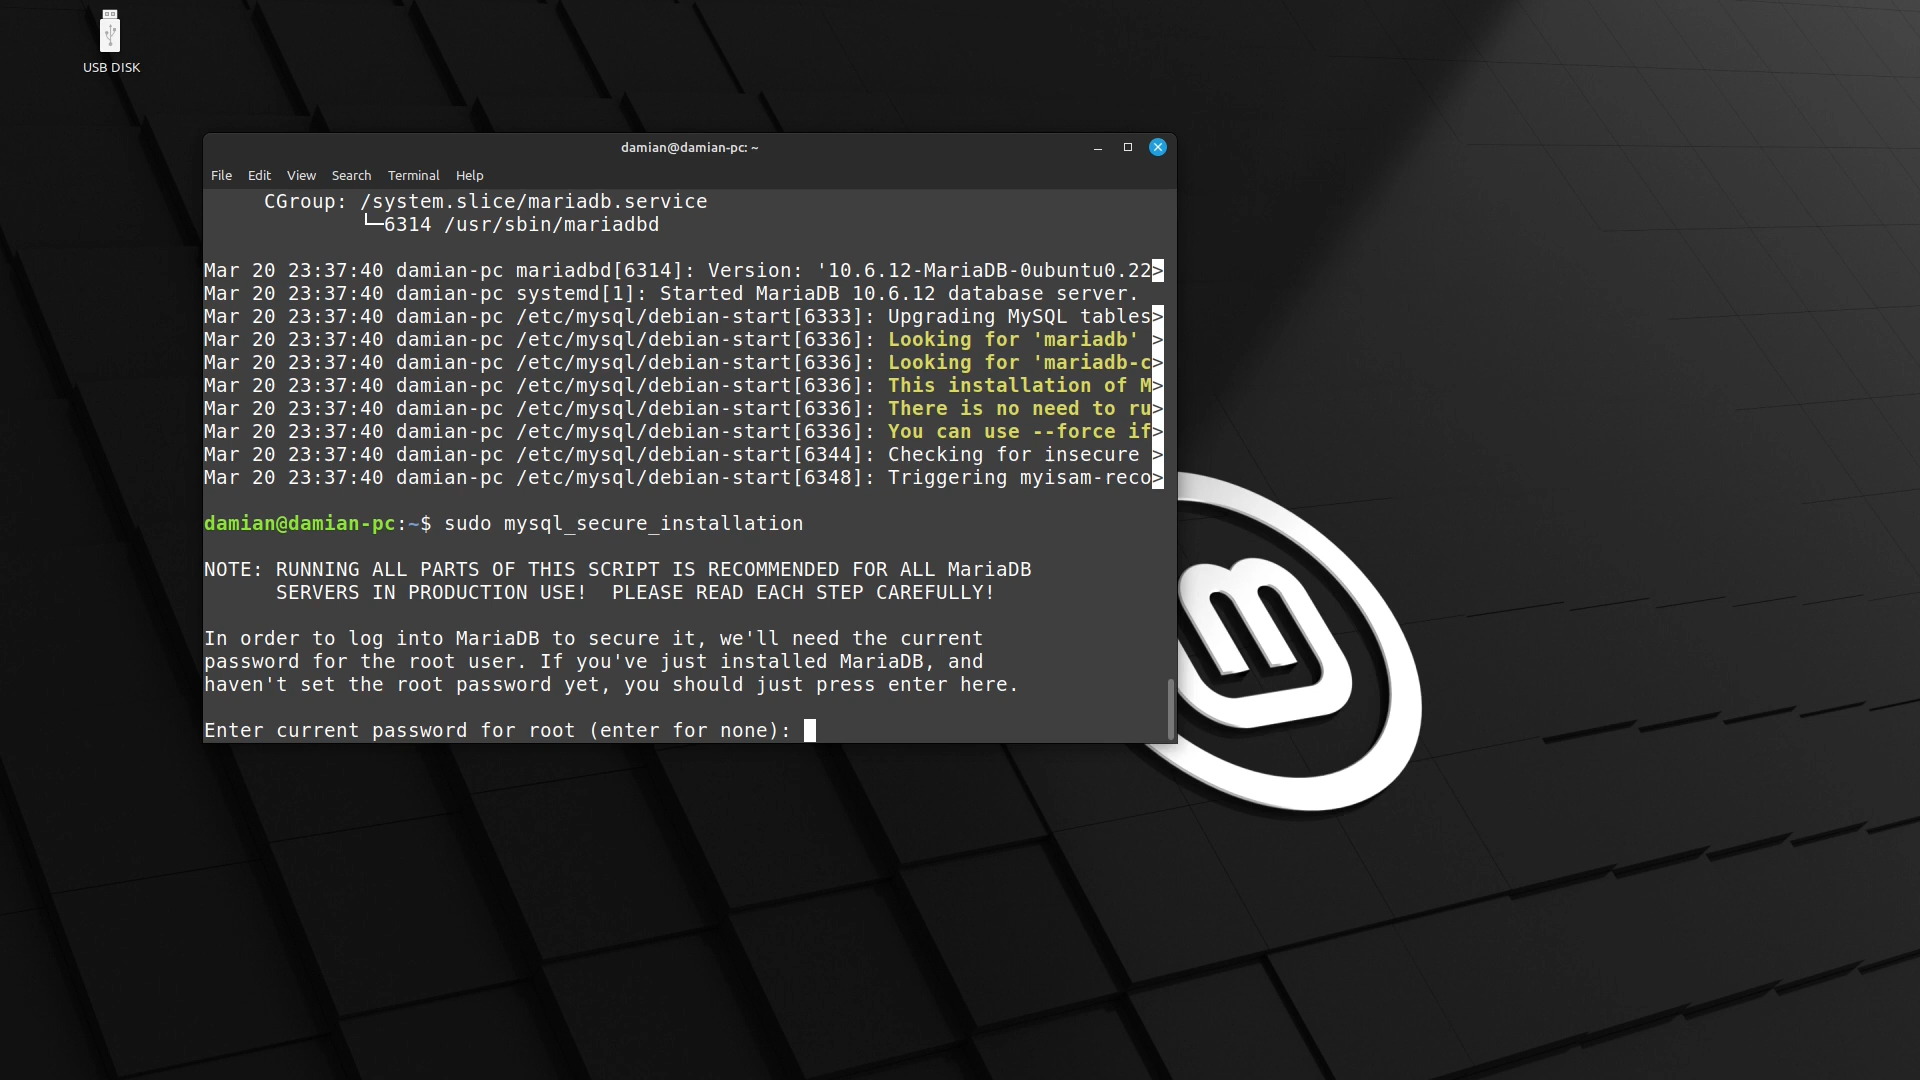 USB DISK
damian@damian-pc: ~
File Edit View Search Terminal Help
CGroup: /system.slice/mariadb.service
└─6314 /usr/sbin/mariadbd
Mar 20 23:37:40 damian-pc mariadbd[6314]: Version: '10.6.12-MariaDB-0ubuntu0.22>
Mar 20 23:37:40 damian-pc systemd[1]: Started MariaDB 10.6.12 database server.
Mar 20 23:37:40 damian-pc /etc/mysql/debian-start[6333]: Upgrading MySQL tables>
Mar 20 23:37:40 damian-pc /etc/mysql/debian-start[6336]: Looking for 'mariadb' >
Mar 20 23:37:40 damian-pc /etc/mysql/debian-start[6336]: Looking for 'mariadb-c>
Mar 20 23:37:40 damian-pc /etc/mysql/debian-start[6336]: This installation of M>
Mar 20 23:37:40 damian-pc /etc/mysql/debian-start[6336]: There is no need to ru>
Mar 20 23:37:40 damian-pc /etc/mysql/debian-start[6336]: You can use --force if>
Mar 20 23:37:40 damian-pc /etc/mysql/debian-start[6344]: Checking for insecure >
Mar 20 23:37:40 damian-pc /etc/mysql/debian-start[6348]: Triggering myisam-reco>
damian@damian-pc:~$ sudo mysql_secure_installation
NOTE: RUNNING ALL PARTS OF THIS SCRIPT IS RECOMMENDED FOR ALL MariaDB
SERVERS IN PRODUCTION USE!  PLEASE READ EACH STEP CAREFULLY!
In order to log into MariaDB to secure it, we'll need the current
password for the root user. If you've just installed MariaDB, and
haven't set the root password yet, you should just press enter here.
Enter current password for root (enter for none):